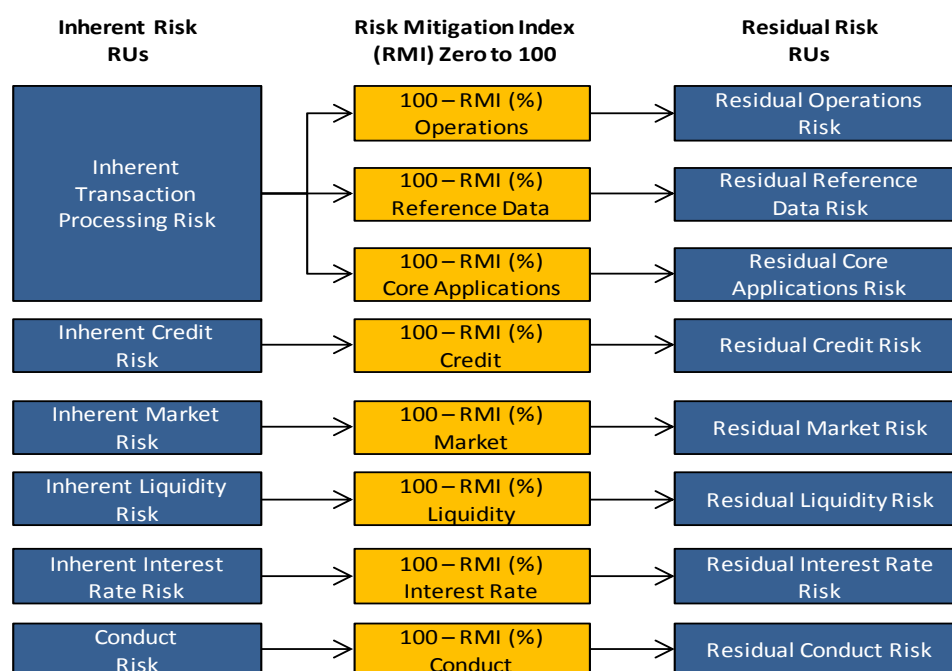 Inherent Risk
RUs
Risk Mitigation Index
(RMI) Zero to 100
Residual Risk
RUs
Inherent
Transaction
Processing Risk
100 – RMI (%)
Operations
Residual Operations
Risk
100 – RMI (%)
Reference Data
Residual Reference
Data Risk
100 – RMI (%)
Core Applications
Residual Core
Applications Risk
Inherent Credit
Risk
100 – RMI (%)
Credit
Residual Credit Risk
Inherent Market
Risk
100 – RMI (%)
Market
Residual Market Risk
Inherent Liquidity
Risk
100 – RMI (%)
Liquidity
Residual Liquidity Risk
Inherent Interest
Rate Risk
100 – RMI (%)
Interest Rate
Residual Interest Rate
Risk
Conduct
Risk
100 – RMI (%)
Conduct
Residual Conduct Risk